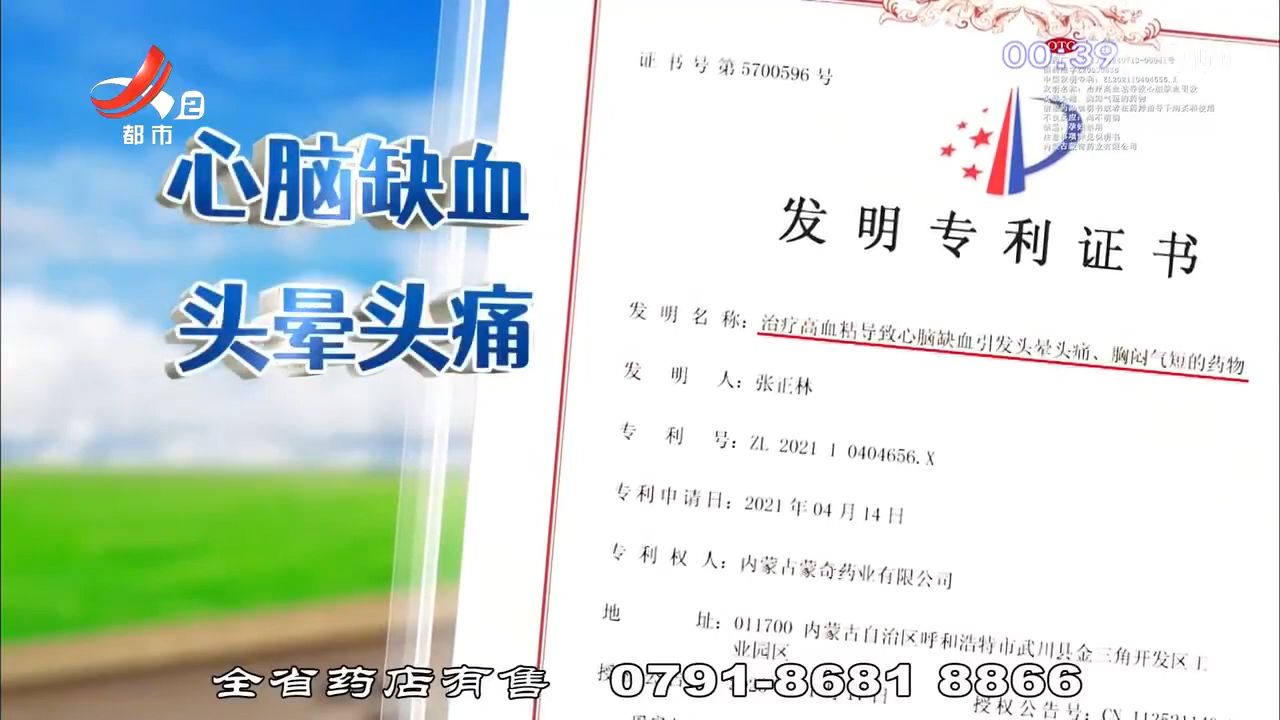 2
都市
心脑缺血
头晕头痛
证书号第5700596号
00:39
OTC
发明专利证书
发明名称：治疗高血粘导致心脑缺血引发头晕头痛、胸闷气短的药物
发明人：张正林
专利号：ZL 2021 1 0404656.X
专利申请日：2021年04月14日
专利权人：内蒙古蒙奇药业有限公司
地址：011700 内蒙古自治区呼和浩特市武川县金三角开发区工
业园区
授权公告号：CN
全省药店有售 0791-8681 8866